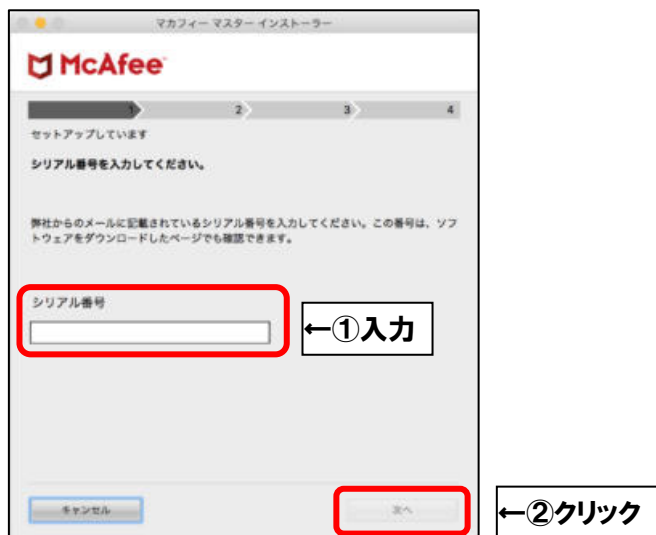 マカフィー マスター インストーラー
McAfee
1 2 3 4
セットアップしています
シリアル番号を入力してください。
弊社からのメールに記載されているシリアル番号を入力してください。この番号は、ソフ
トウェアをダウンロードしたページでも確認できます。
シリアル番号
←①入力
キャンセル
次へ
←②クリック